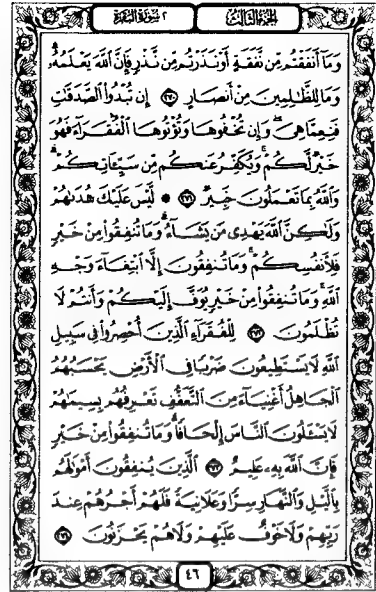 الجزء الثالث ٢ سورة البقرة
وَمَآ أَنفَقْتُم مِّن نَّفَقَةٍ أَوْ نَذَرْتُم مِّن نَّذْرٍ فَإِنَّ ٱللَّهَ يَعْلَمُهُۥ
وَمَا لِلظَّٰلِمِينَ مِنْ أَنصَارٍ ٢٧٠ إِن تُبْدُوا۟ ٱلصَّدَقَٰتِ
فَنِعِمَّا هِىَ ۖ وَإِن تُخْفُوهَا وَتُؤْتُوهَا ٱلْفُقَرَآءَ فَهُوَ
خَيْرٌ لَّكُمْ ۚ وَيُكَفِّرُ عَنكُم مِّن سَيِّـَٔاتِكُمْ ۗ
وَٱللَّهُ بِمَا تَعْمَلُونَ خَبِيرٌ ٢٧١ ۞ لَّيْسَ عَلَيْكَ هُدَىٰهُمْ
وَلَٰكِنَّ ٱللَّهَ يَهْدِى مَن يَشَآءُ ۗ وَمَا تُنفِقُوا۟ مِنْ خَيْرٍ
فَلِأَنفُسِكُمْ ۚ وَمَا تُنفِقُونَ إِلَّا ٱبْتِغَآءَ وَجْهِ
ٱللَّهِ ۚ وَمَا تُنفِقُوا۟ مِنْ خَيْرٍ يُوَفَّ إِلَيْكُمْ وَأَنتُمْ لَا
تُظْلَمُونَ ٢٧٢ لِلْفُقَرَآءِ ٱلَّذِينَ أُحْصِرُوا۟ فِى سَبِيلِ
ٱللَّهِ لَا يَسْتَطِيعُونَ ضَرْبًا فِى ٱلْأَرْضِ يَحْسَبُهُمُ
ٱلْجَاهِلُ أَغْنِيَآءَ مِنَ ٱلتَّعَفُّفِ تَعْرِفُهُم بِسِيمَٰهُمْ
لَا يَسْـَٔلُونَ ٱلنَّاسَ إِلْحَافًا ۗ وَمَا تُنفِقُوا۟ مِنْ خَيْرٍ
فَإِنَّ ٱللَّهَ بِهِۦ عَلِيمٌ ٢٧٣ ٱلَّذِينَ يُنفِقُونَ أَمْوَٰلَهُم
بِٱلَّيْلِ وَٱلنَّهَارِ سِرًّا وَعَلَانِيَةً فَلَهُمْ أَجْرُهُمْ عِندَ
رَبِّهِمْ وَلَا خَوْفٌ عَلَيْهِمْ وَلَا هُمْ يَحْزَنُونَ ٢٧٤
٤٦